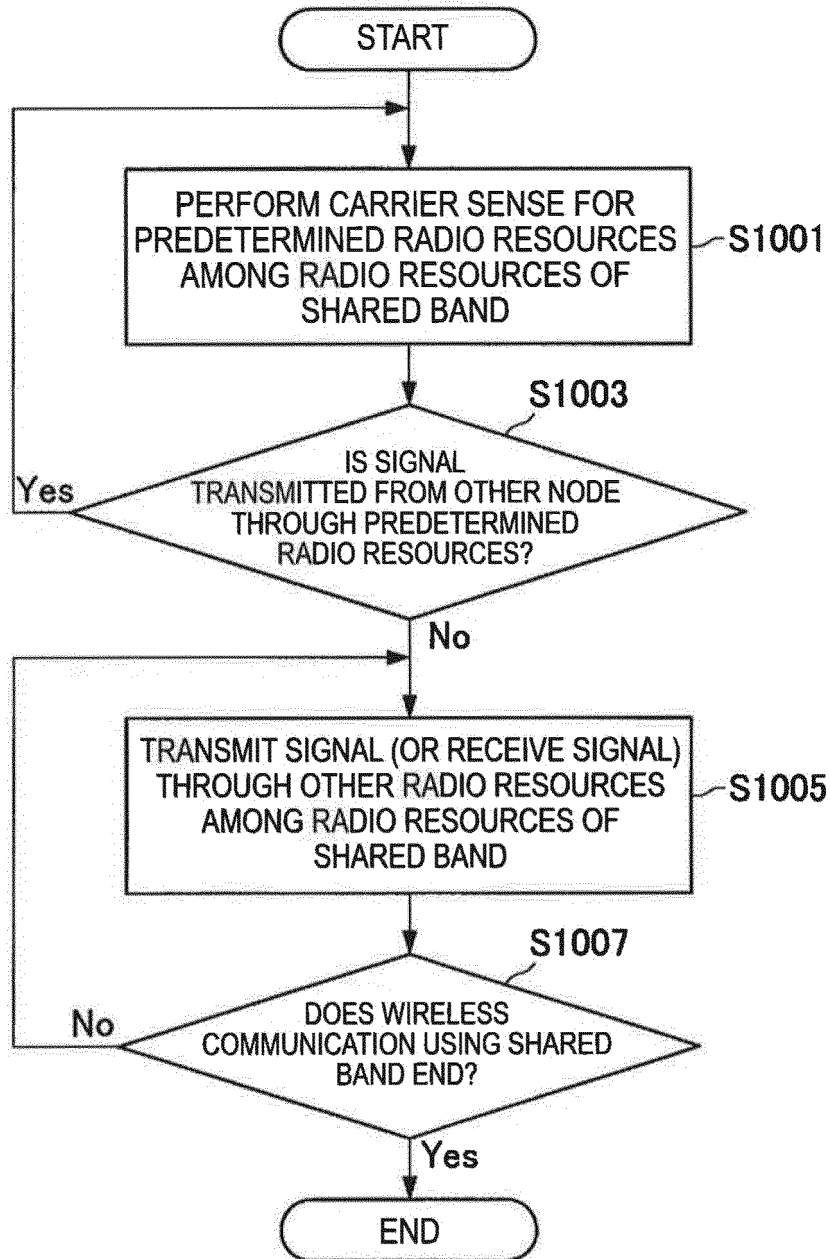 START
PERFORM CARRIER SENSE FOR
PREDETERMINED RADIO RESOURCES
AMONG RADIO RESOURCES OF
SHARED BAND
S1001
S1003
IS SIGNAL
TRANSMITTED FROM OTHER NODE
THROUGH PREDETERMINED
RADIO RESOURCES?
Yes
No
TRANSMIT SIGNAL (OR RECEIVE SIGNAL)
THROUGH OTHER RADIO RESOURCES
AMONG RADIO RESOURCES OF
SHARED BAND
S1005
S1007
DOES WIRELESS
COMMUNICATION USING SHARED
BAND END?
No
Yes
END